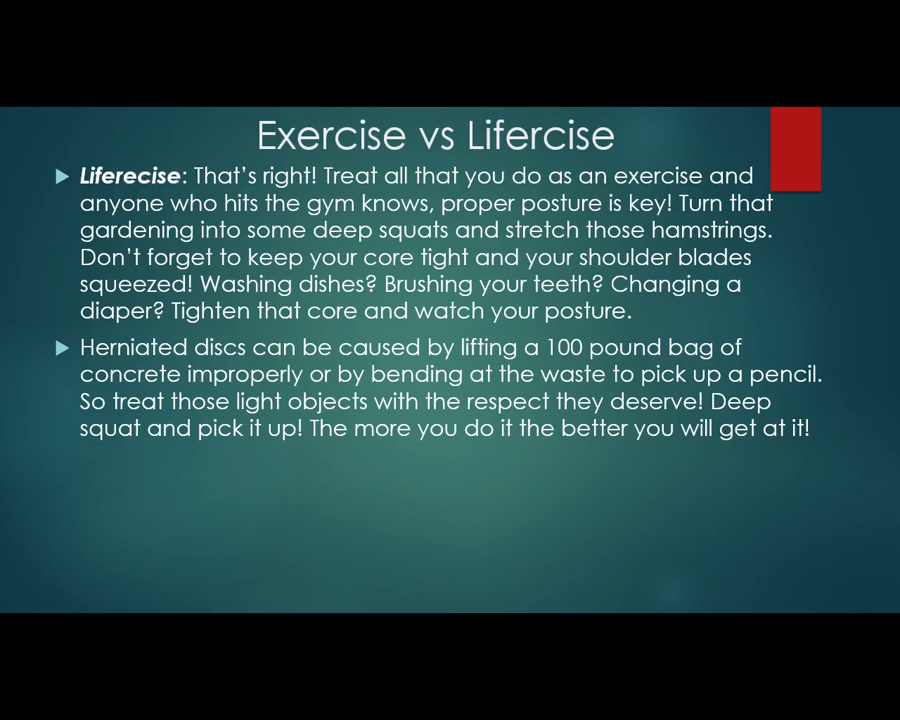 Exercise vs Lifercise
Liferecise: That's right! Treat all that you do as an exercise and
anyone who hits the gym knows, proper posture is key! Turn that
gardening into some deep squats and stretch those hamstrings.
Don't forget to keep your core tight and your shoulder blades
squeezed! Washing dishes? Brushing your teeth? Changing a
diaper? Tighten that core and watch your posture.
Herniated discs can be caused by lifting a 100 pound bag of
concrete improperly or by bending at the waste to pick up a pencil.
So treat those light objects with the respect they deserve! Deep
squat and pick it up! The more you do it the better you will get at it!